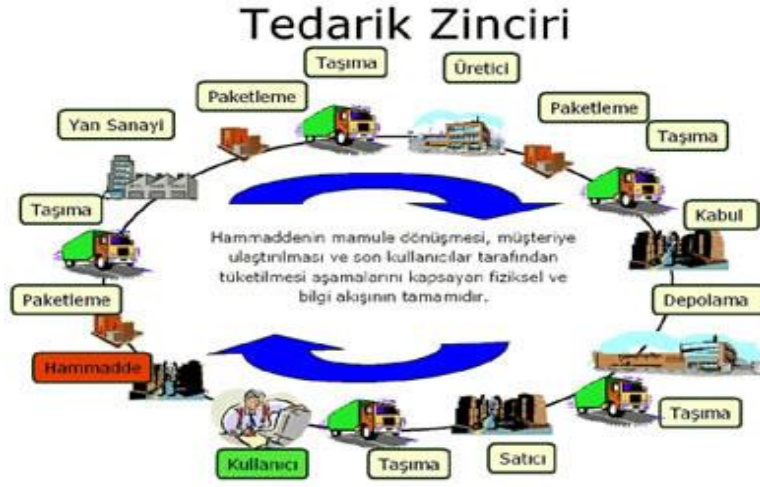 Tedarik Zinciri
Taşıma
Üretici
Paketleme
Paketleme
Yan Sanayi
Taşıma
Taşıma
Kabul
Hammaddenin mamule dönüşmesi, müşteriye
ulaştırılması ve son kullanıcılar tarafından
tüketilmesi aşamalarını kapsayan fiziksel ve
bilgi akışının tamamıdır.
Paketleme
Depolama
Hammadde
Taşıma
Kullanıcı
Taşıma
Satıcı